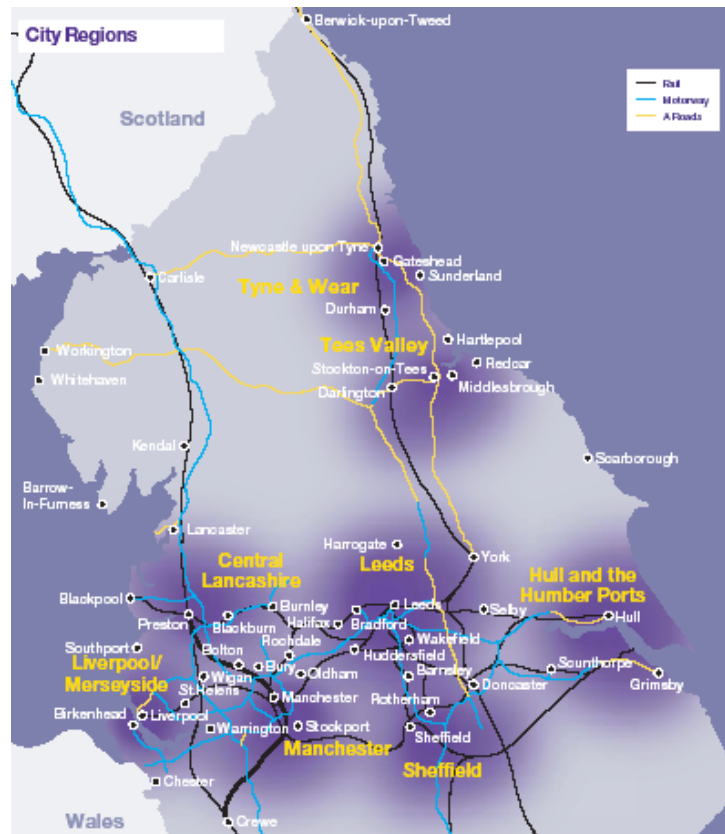 City Regions
Berwick-upon-Tweed
Rail
Motorway
A Roads
Scotland
Newcastle upon Tyne
Gateshead
Carlisle
Sunderland
Tyne & Wear
Durham
Hartlepool
Tees Valley
Workington
Redcar
Stockton-on-Tees
Whitehaven
Middlesbrough
Darlington
Kendal
Scarborough
Barrow-
In-Furness
Lancaster
Harrogate
York
Central
Lancashire
Leeds
Hull and the
Humber Ports
Blackpool
Burnley
Leeds
Selby
Preston
Blackburn
Halifax
Bradford
Hull
Rochdale
Wakefield
Southport
Bolton
Huddersfield
Liverpool/
Merseyside
Bury
Oldham
Barnsley
Scunthorpe
Wigan
St.Helens
Doncaster
Grimsby
Manchester
Rotherham
Birkenhead
Liverpool
Warrington
Stockport
Sheffield
Manchester
Sheffield
Chester
Wales
Crewe